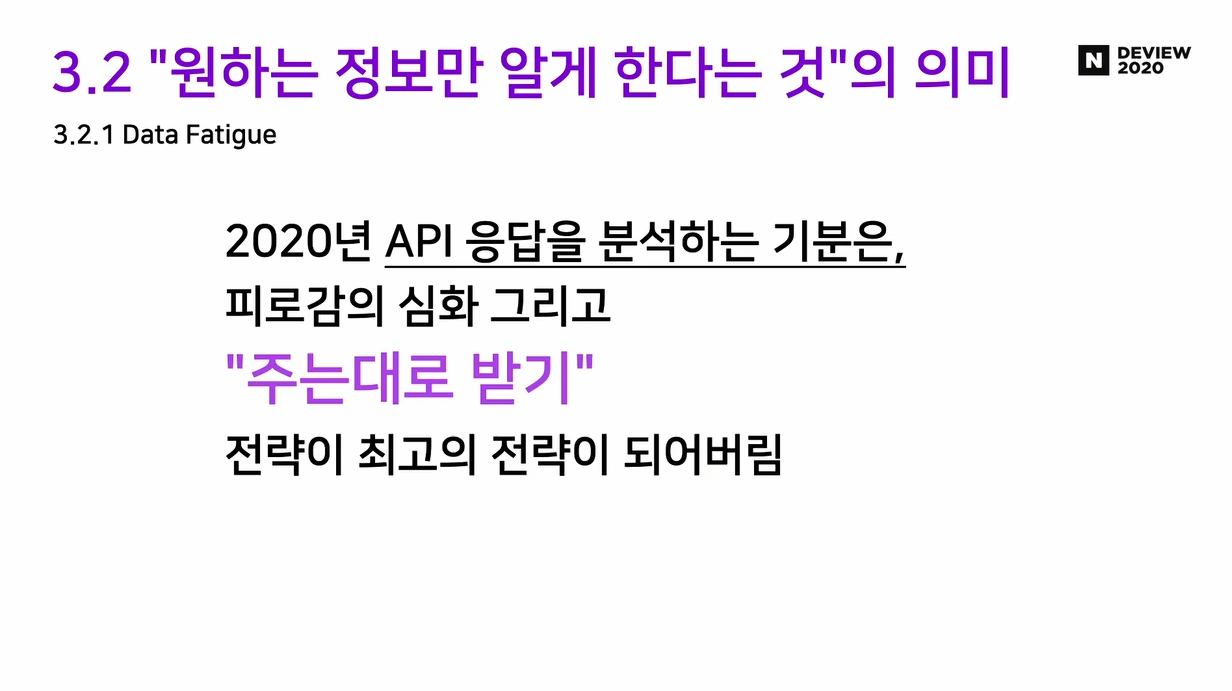 3.2 "원하는 정보만 알게 한다는 것"의 의미
N DEVIEW
2020
3.2.1 Data Fatigue
2020년 API 응답을 분석하는 기분은,
피로감의 심화 그리고
"주는대로 받기"
전략이 최고의 전략이 되어버림